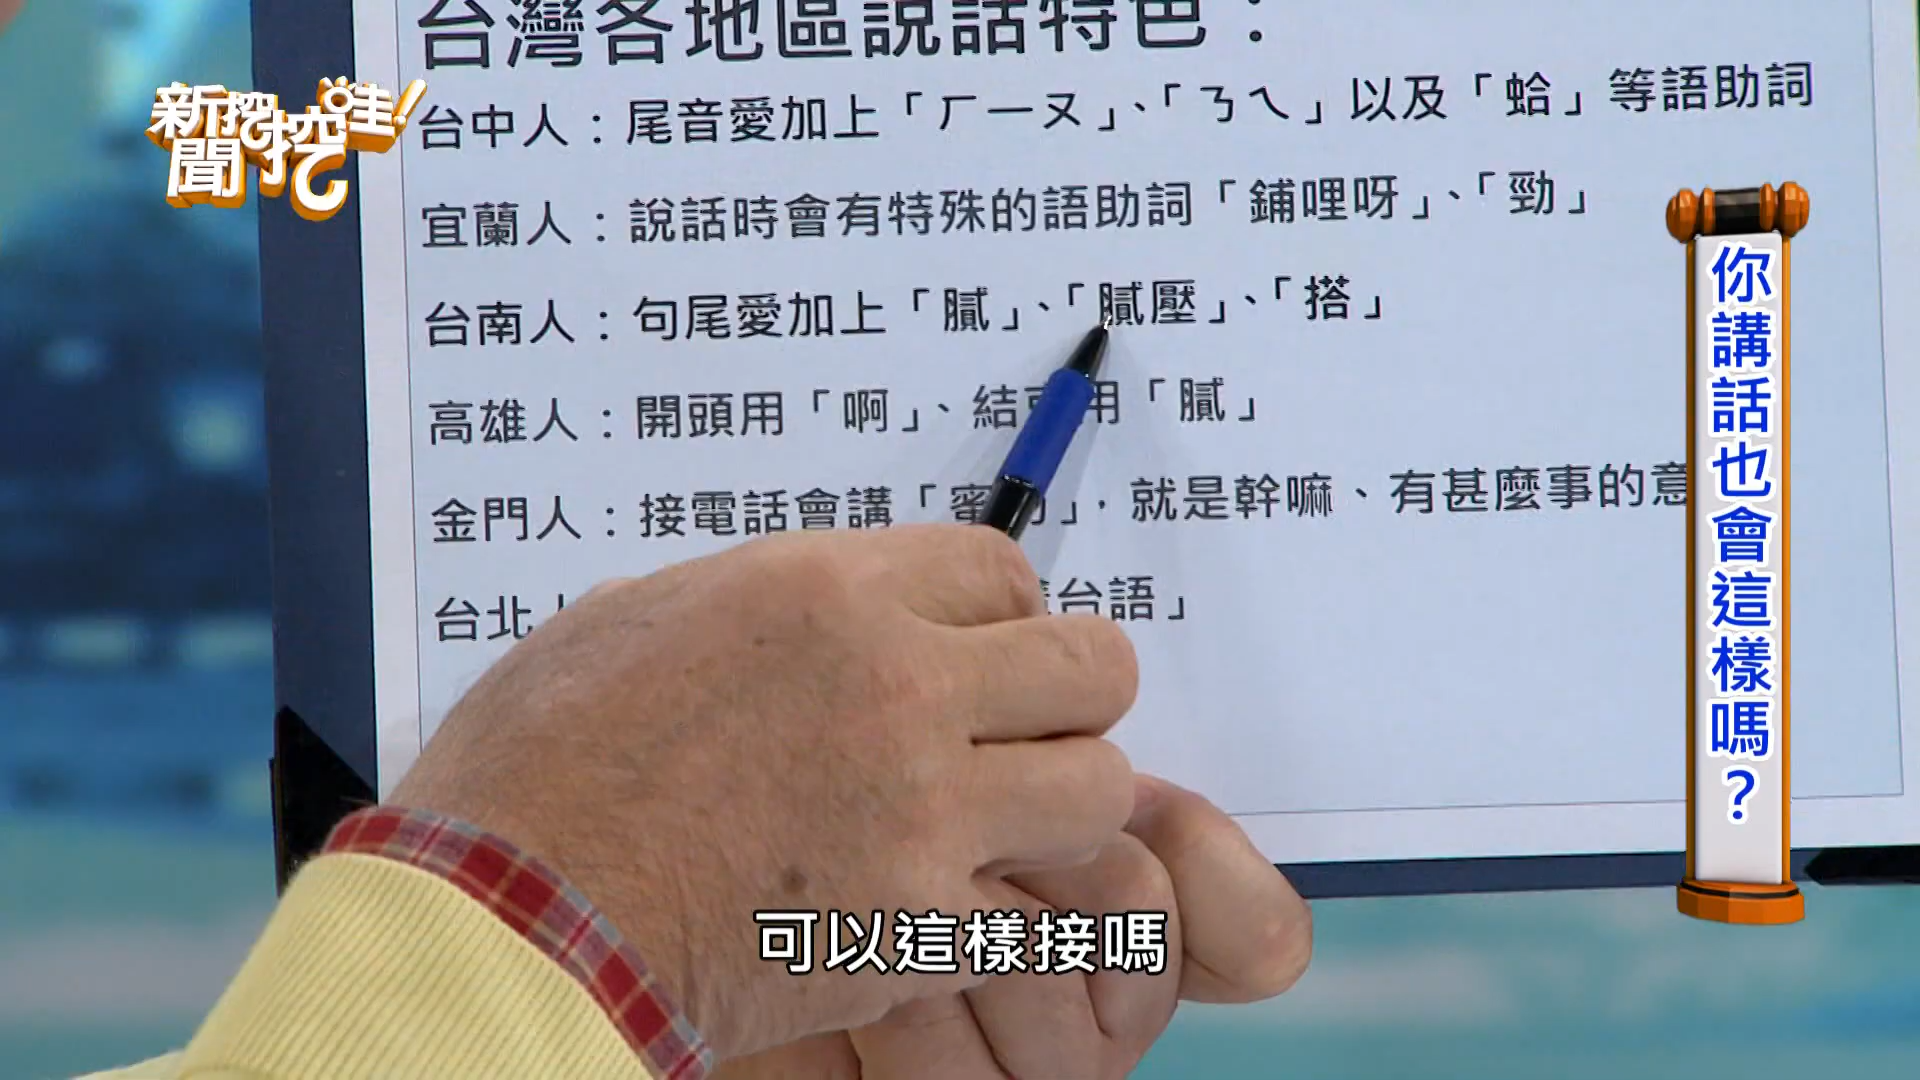 台灣各地區說話特色：
新聞挖挖哇！
台中人：尾音愛加上「ㄏㄧㄡ」、「ㄋㄟ」以及「蛤」等語助詞
宜蘭人：說話時會有特殊的語助詞「鋪哩呀」、「勁」
台南人：句尾愛加上「膩」、「膩壓」、「搭」
高雄人：開頭用「啊」、結 用「膩」
金門人：接電話會講「蜜 」，就是幹嘛、有甚麼事的意
台北 台語」
你講話也會這樣嗎？
可以這樣接嗎